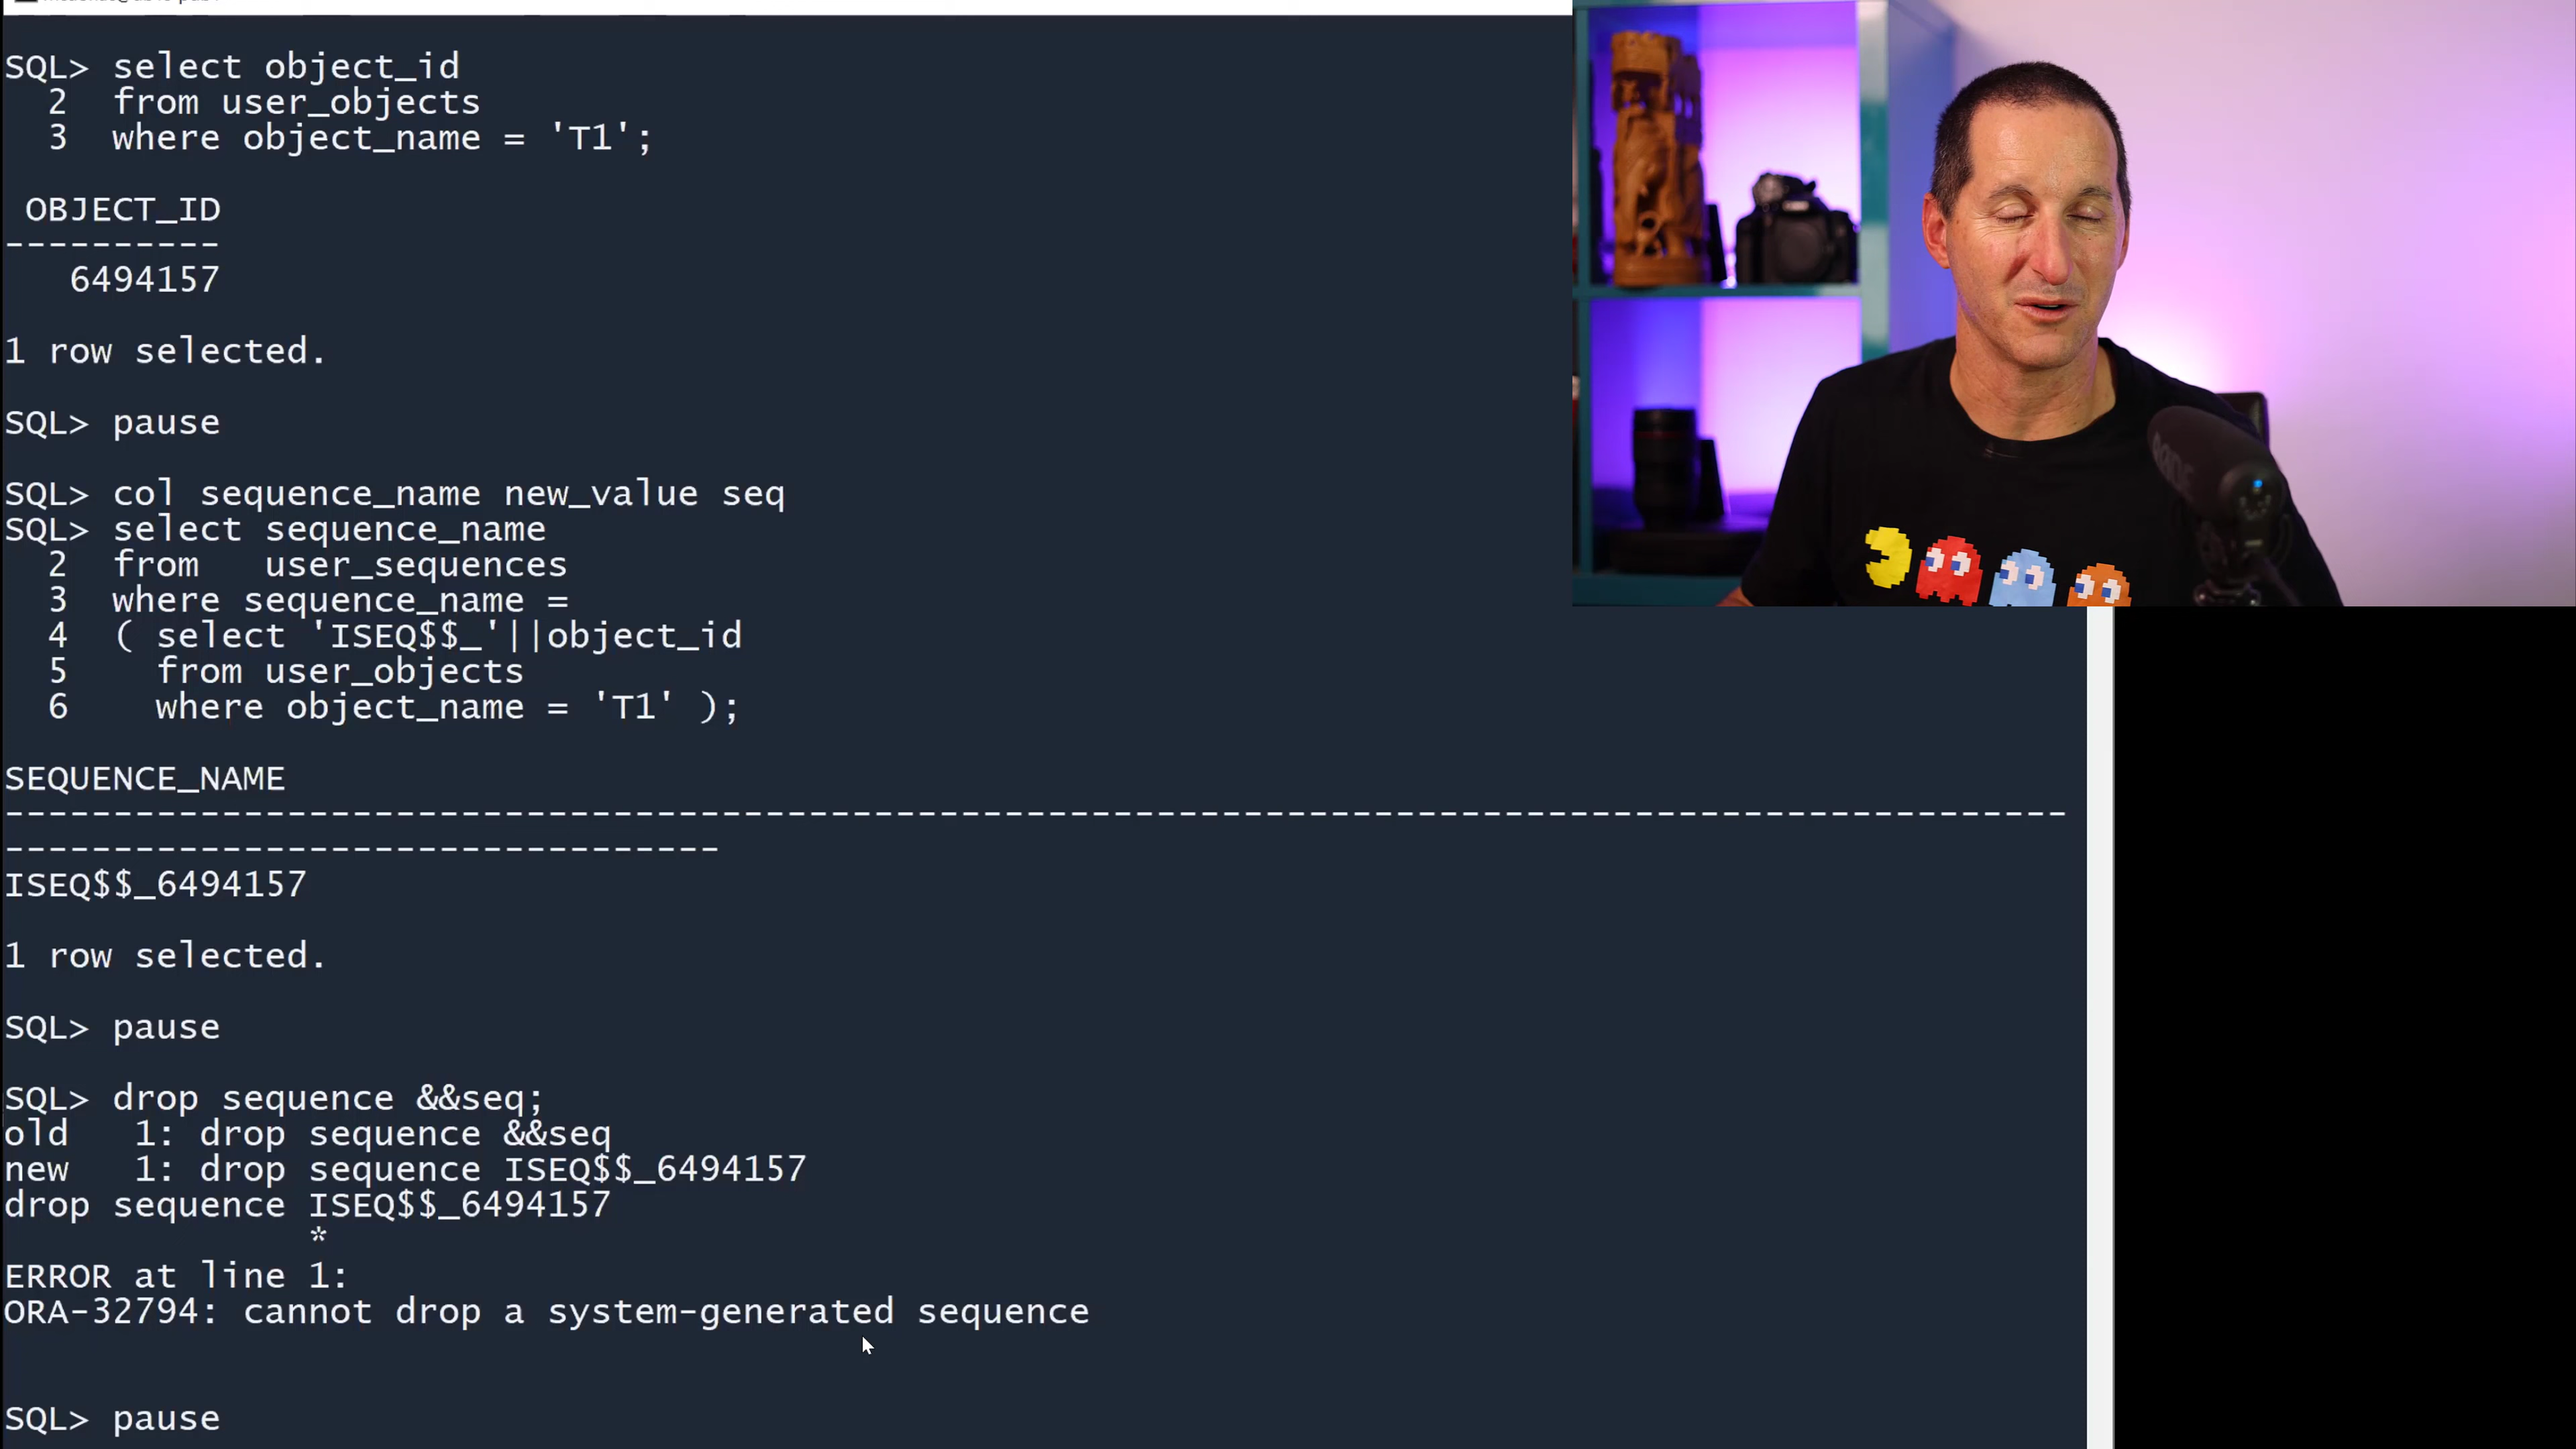 SQL> select object_id
2 from user_objects
3 where object_name = 'T1';
OBJECT_ID
----------
6494157
1 row selected.
SQL> pause
SQL> col sequence_name new_value seq
SQL> select sequence_name
2 from user_sequences
3 where sequence_name =
4 ( select 'ISEQ$$_'||object_id
5 from user_objects
6 where object_name = 'T1' );
SEQUENCE_NAME
-----------------------------------------------------------------------------------------------
---------------------------------
ISEQ$$_6494157
1 row selected.
SQL> pause
SQL> drop sequence &&seq;
old 1: drop sequence &&seq
new 1: drop sequence ISEQ$$_6494157
drop sequence ISEQ$$_6494157
*
ERROR at line 1:
ORA-32794: cannot drop a system-generated sequence
SQL> pause